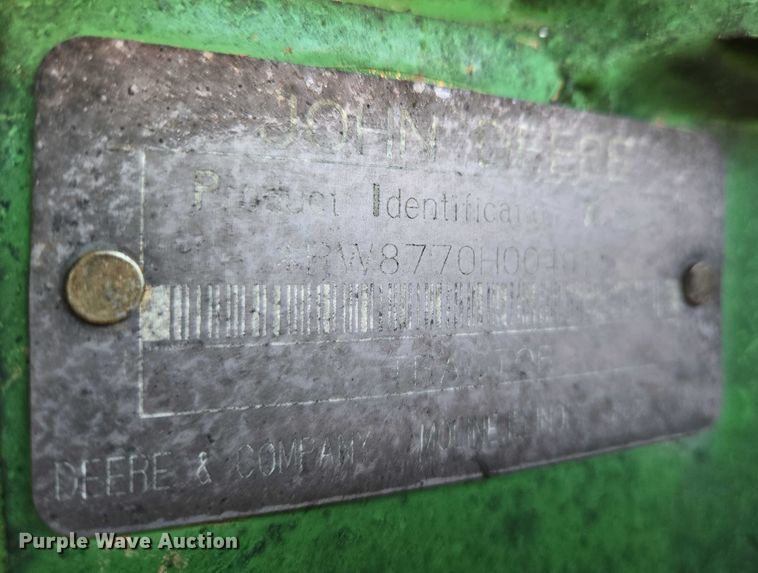 JOHN DEERE
Product Identification
*RW8770H00
TRACTOR
DEERE & COMPANY MOLINE
Purple Wave Auction